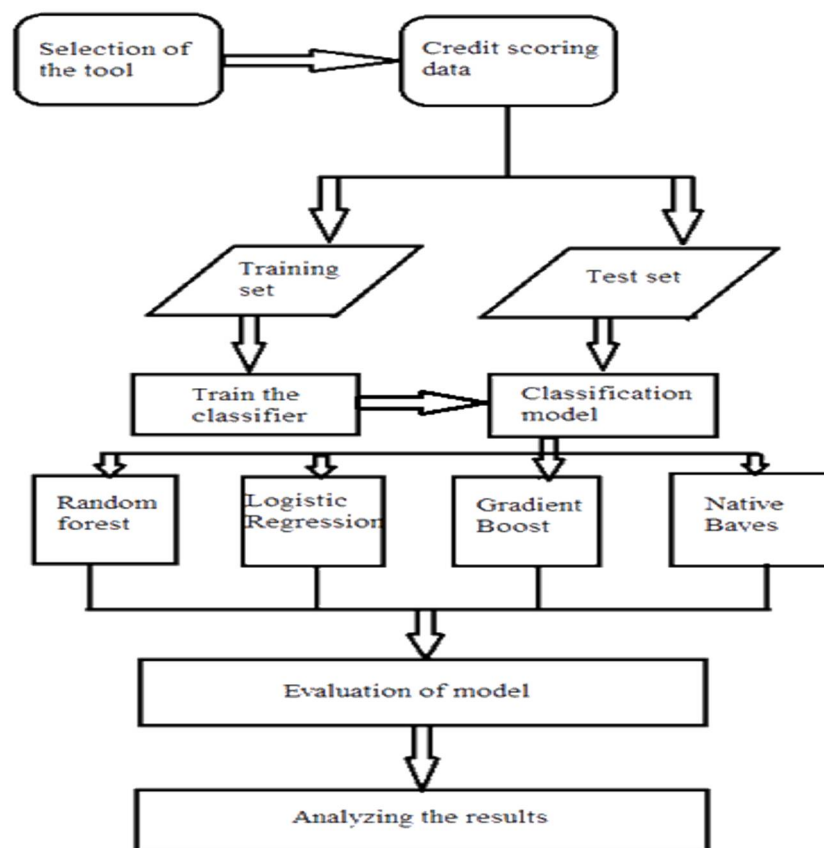 Selection of
the tool
Credit scoring
data
Training
set
Test set
Train the
classifier
Classification
model
Random
forest
Logistic
Regression
Gradient
Boost
Native
Baves
Evaluation of model
Analyzing the results